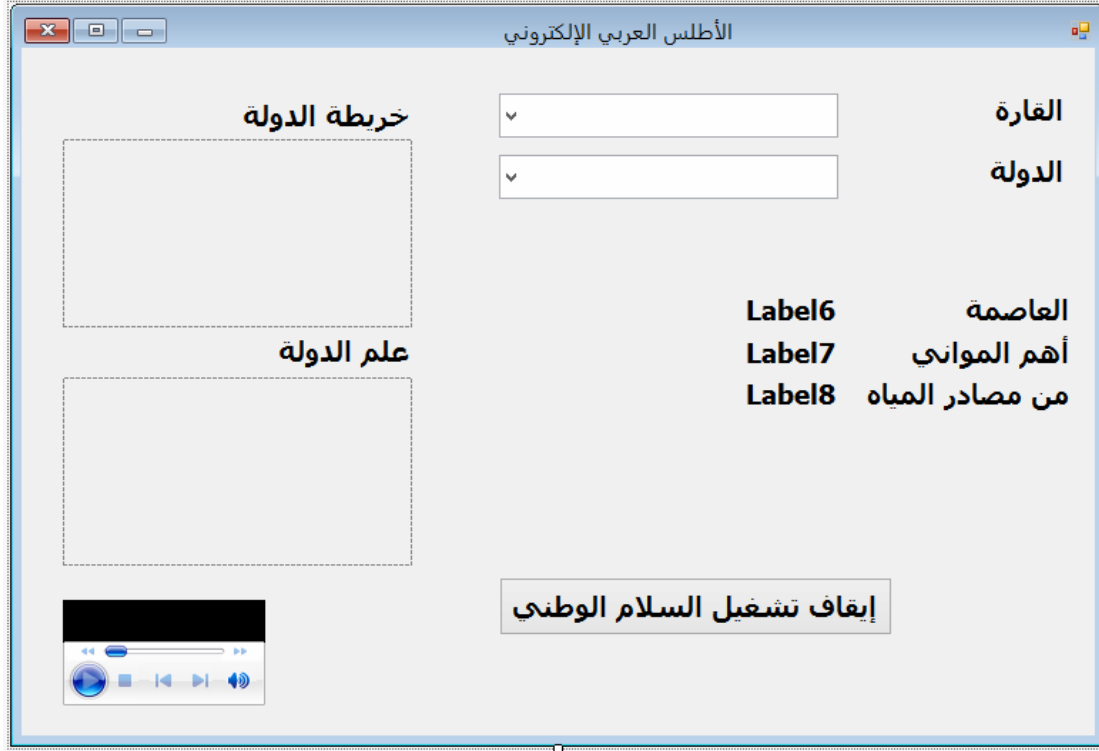 الأطلس العربي الإلكتروني
القارة
الدولة
خريطة الدولة
العاصمة Label6
أهم المواني Label7
من مصادر المياه Label8
علم الدولة
إيقاف تشغيل السلام الوطني